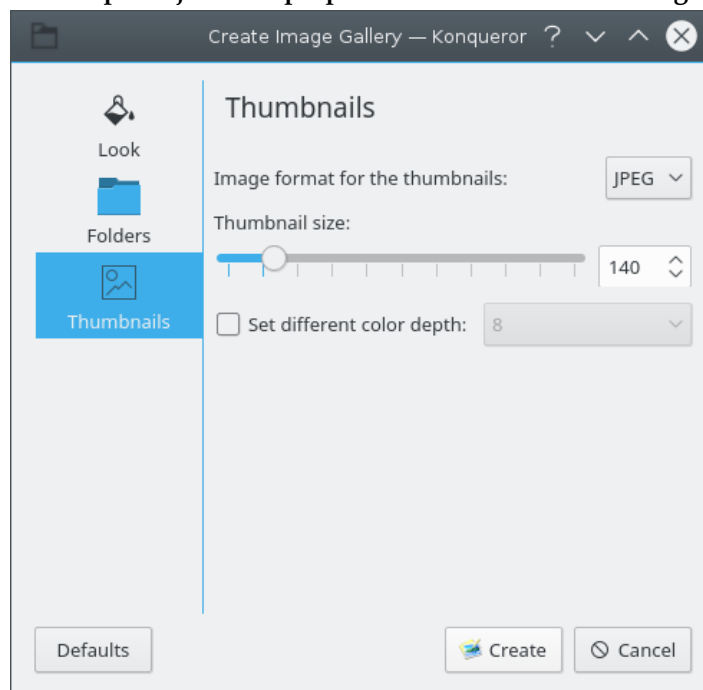 Create Image Gallery — Konqueror
Look
Folders
Thumbnails
Thumbnails
Image format for the thumbnails: JPEG
Thumbnail size:
140
Set different color depth: 8
Defaults
Create
Cancel